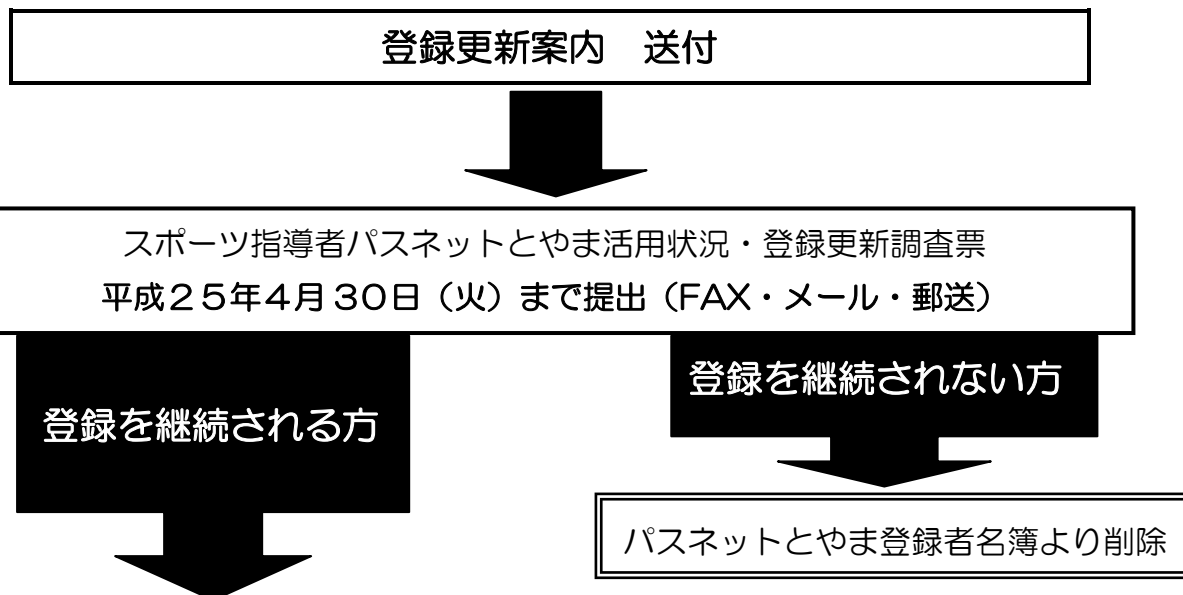 登録更新案内　送付
スポーツ指導者パスネットとやま活用状況・登録更新調査票
平成２５年４月３０日（火）まで提出（FAX・メール・郵送）
登録を継続されない方
登録を継続される方
パスネットとやま登録者名簿より削除